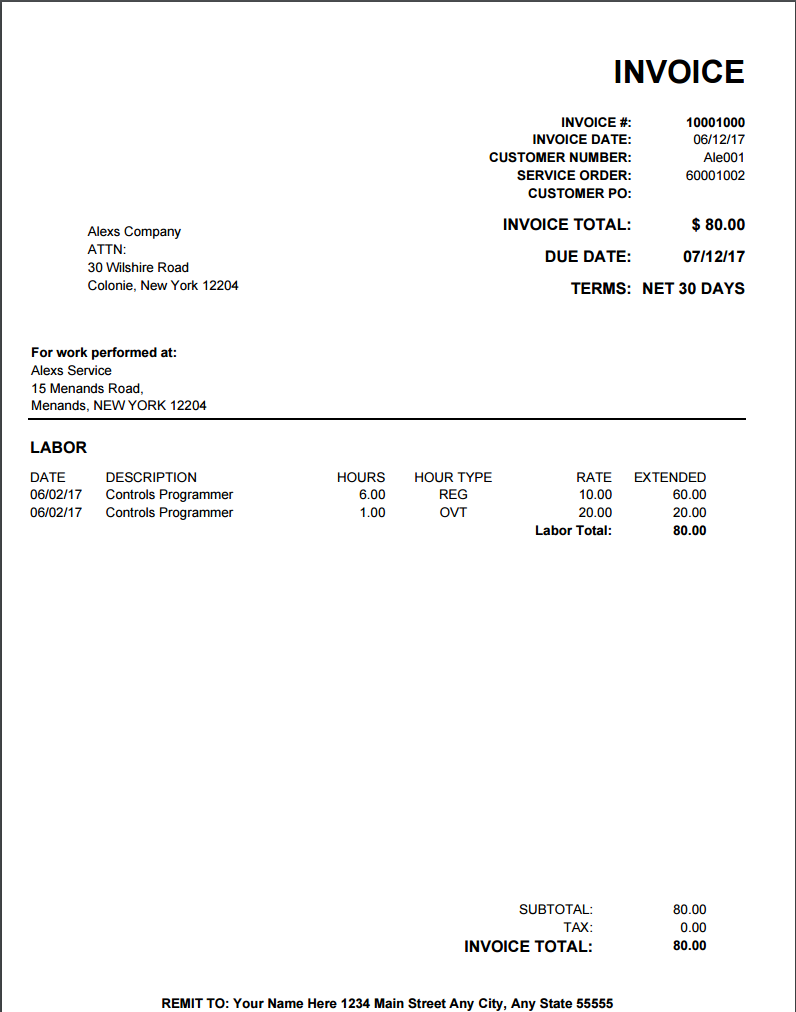 INVOICE
INVOICE #: 10001000
INVOICE DATE: 06/12/17
CUSTOMER NUMBER: Ale001
SERVICE ORDER: 60001002
CUSTOMER PO:
INVOICE TOTAL: $ 80.00
DUE DATE: 07/12/17
TERMS: NET 30 DAYS
Alexs Company
ATTN:
30 Wilshire Road
Colonie, New York 12204
For work performed at:
Alexs Service
15 Menands Road,
Menands, NEW YORK 12204
LABOR
DATE DESCRIPTION HOURS HOUR TYPE RATE EXTENDED
06/02/17 Controls Programmer 6.00 REG 10.00 60.00
06/02/17 Controls Programmer 1.00 OVT 20.00 20.00
Labor Total: 80.00
SUBTOTAL: 80.00
TAX: 0.00
INVOICE TOTAL: 80.00
REMIT TO: Your Name Here 1234 Main Street Any City, Any State 55555